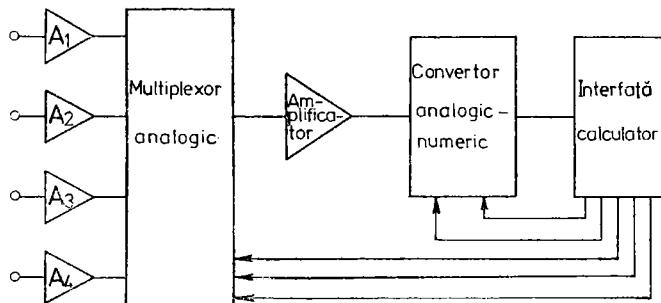 A1
A2
A3
A4
Multiplexor
analogic
Am-
plifica-
tor
Convertor
analogic-
numeric
Interfață
calculator